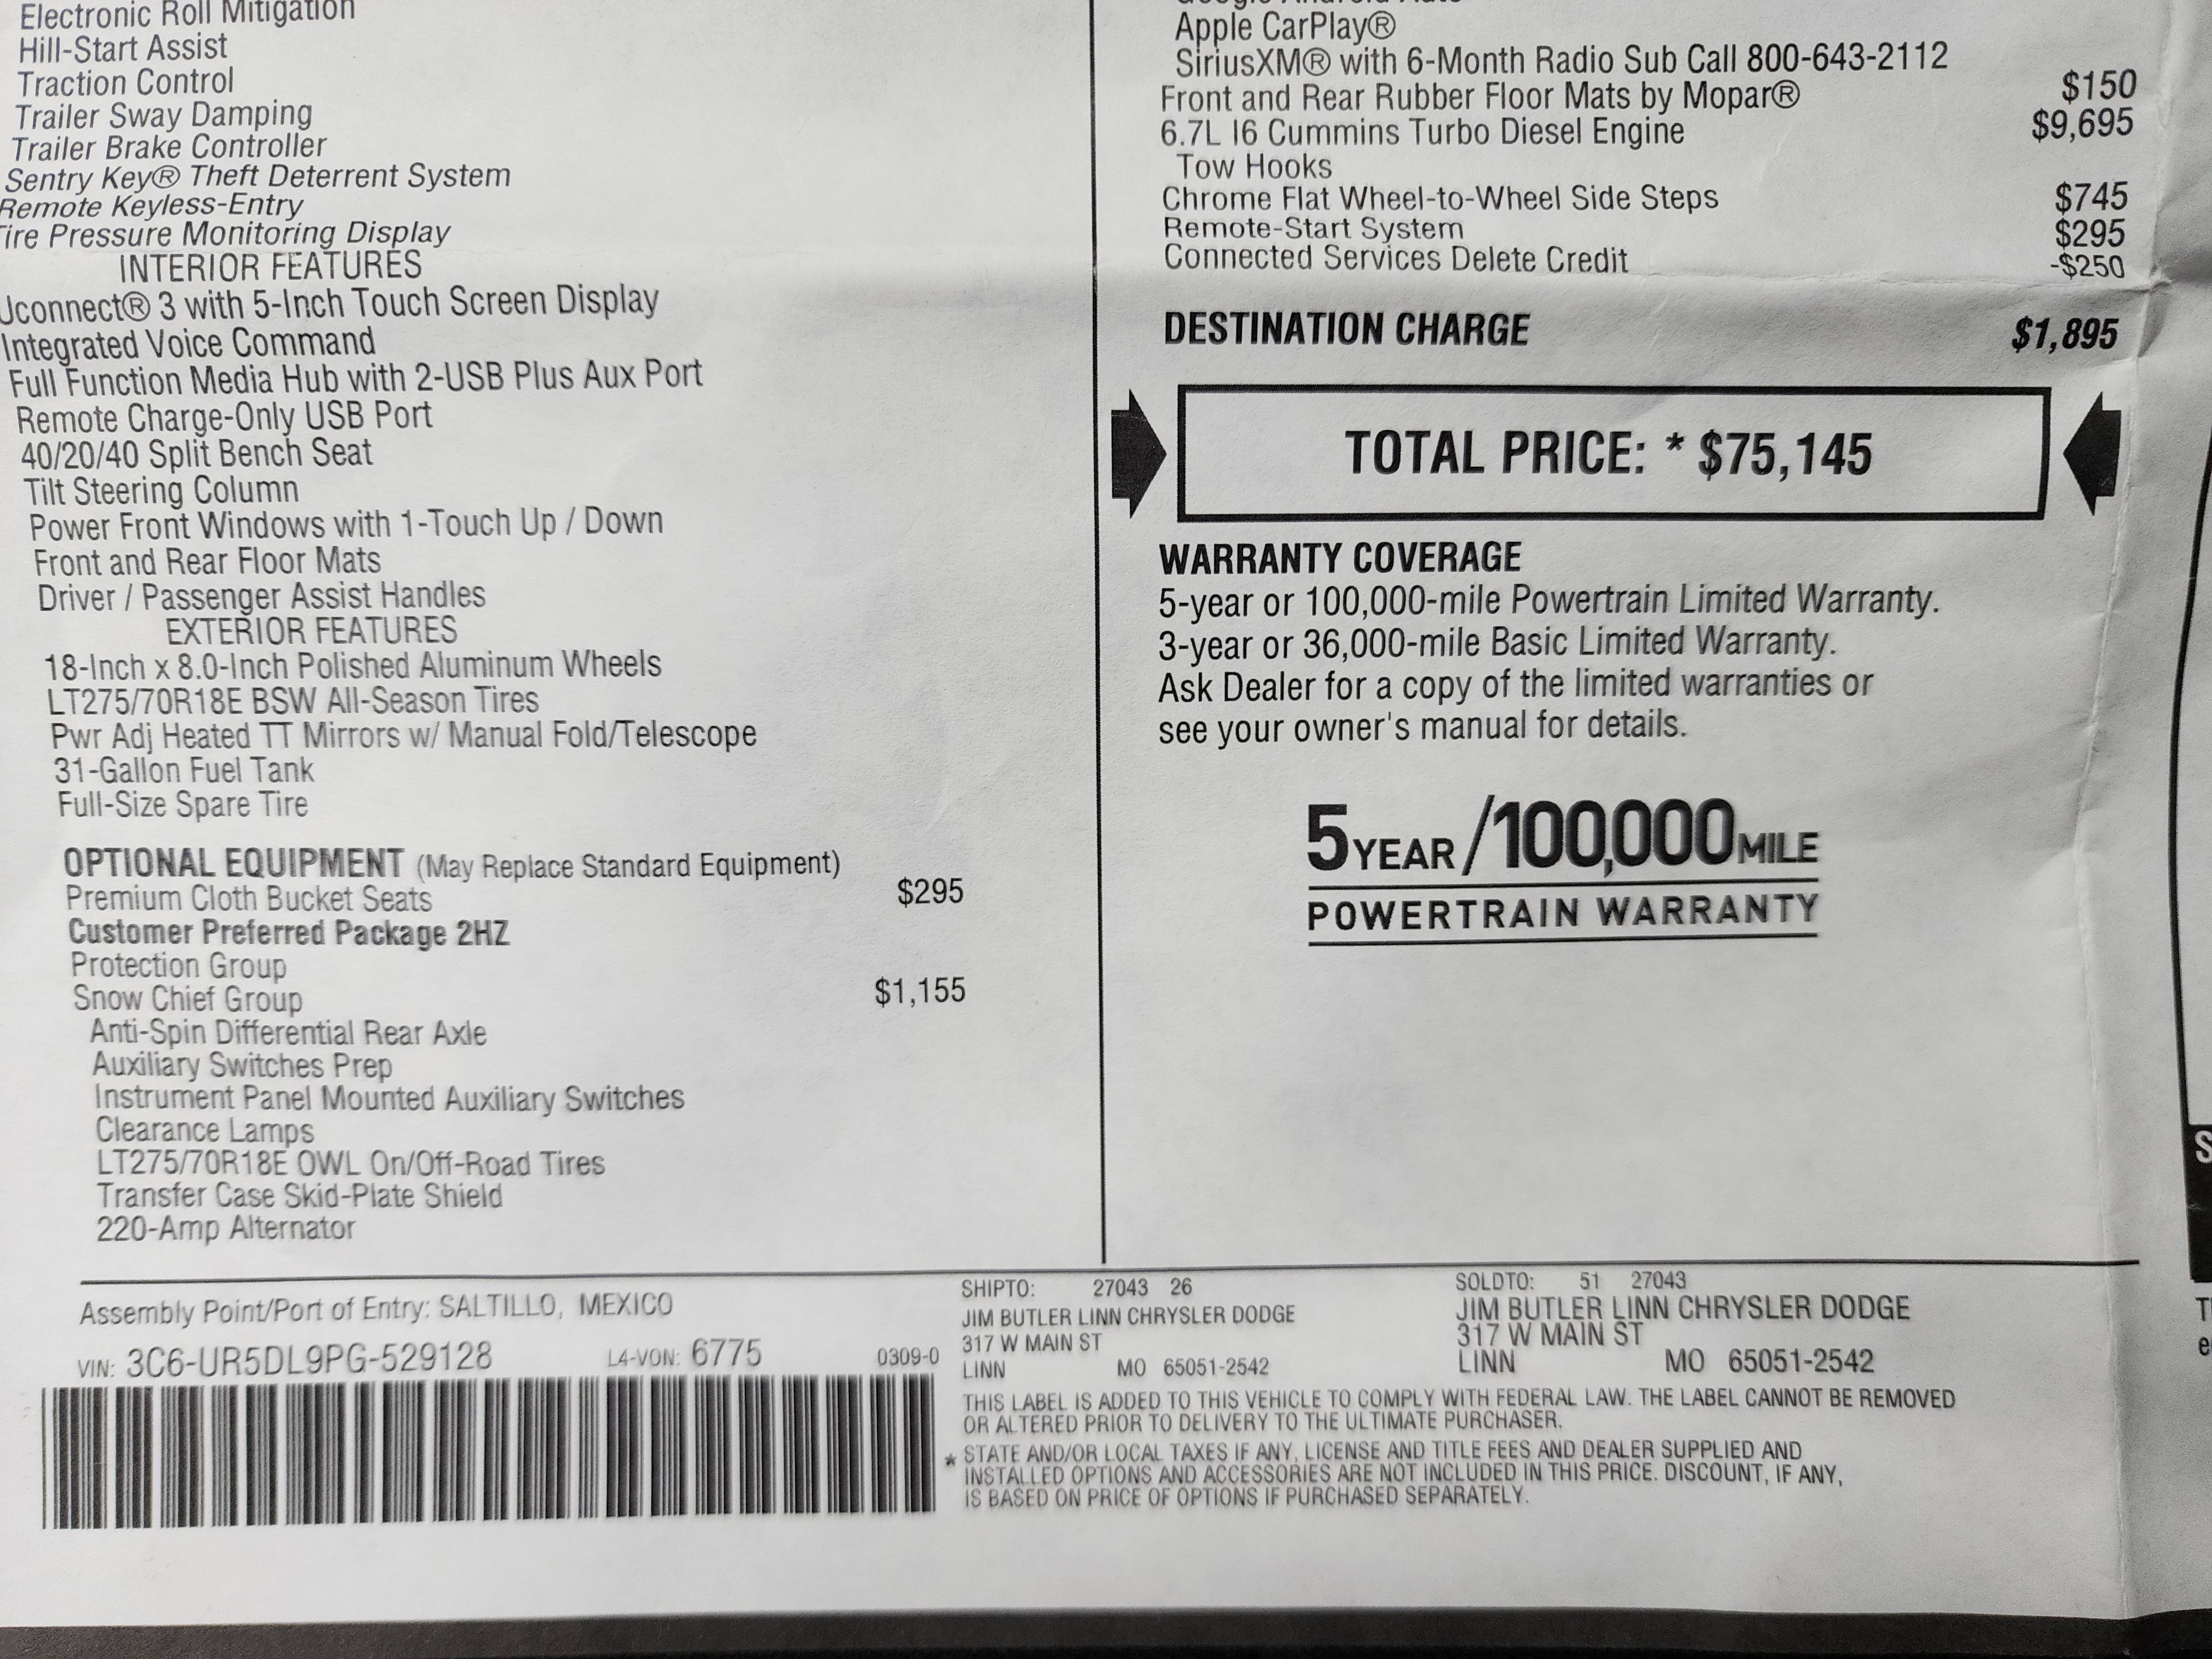 Electronic Roll Mitigation
Hill-Start Assist
Traction Control
Trailer Sway Damping
Trailer Brake Controller
Sentry Key® Theft Deterrent System
Remote Keyless-Entry
Tire Pressure Monitoring Display
INTERIOR FEATURES
Uconnect® 3 with 5-Inch Touch Screen Display
Integrated Voice Command
Full Function Media Hub with 2-USB Plus Aux Port
Remote Charge-Only USB Port
40/20/40 Split Bench Seat
Tilt Steering Column
Power Front Windows with 1-Touch Up / Down
Front and Rear Floor Mats
Driver / Passenger Assist Handles
EXTERIOR FEATURES
18-Inch x 8.0-Inch Polished Aluminum Wheels
LT275/70R18E BSW All-Season Tires
Pwr Adj Heated TT Mirrors w/ Manual Fold/Telescope
31-Gallon Fuel Tank
Full-Size Spare Tire
OPTIONAL EQUIPMENT (May Replace Standard Equipment)
Premium Cloth Bucket Seats $295
Customer Preferred Package 2HZ
Protection Group
Snow Chief Group $1,155
Anti-Spin Differential Rear Axle
Auxiliary Switches Prep
Instrument Panel Mounted Auxiliary Switches
Clearance Lamps
LT275/70R18E OWL On/Off-Road Tires
Transfer Case Skid-Plate Shield
220-Amp Alternator
Google Android Auto
Apple CarPlay®
SiriusXM® with 6-Month Radio Sub Call 800-643-2112
Front and Rear Rubber Floor Mats by Mopar® $150
6.7L I6 Cummins Turbo Diesel Engine $9,695
Tow Hooks
Chrome Flat Wheel-to-Wheel Side Steps $745
Remote-Start System $295
Connected Services Delete Credit -$250
DESTINATION CHARGE $1,895
TOTAL PRICE: * $75,145
WARRANTY COVERAGE
5-year or 100,000-mile Powertrain Limited Warranty.
3-year or 36,000-mile Basic Limited Warranty.
Ask Dealer for a copy of the limited warranties or
see your owner's manual for details.
5 YEAR/100,000 MILE
POWERTRAIN WARRANTY
Assembly Point/Port of Entry: SALTILLO, MEXICO
VIN: 3C6-UR5DL9PG-529128 L4-VON: 6775 0309-0
SHIPTO: 27043 26
JIM BUTLER LINN CHRYSLER DODGE
317 W MAIN ST
LINN MO 65051-2542
SOLDTO: 51 27043
JIM BUTLER LINN CHRYSLER DODGE
317 W MAIN ST
LINN MO 65051-2542
THIS LABEL IS ADDED TO THIS VEHICLE TO COMPLY WITH FEDERAL LAW. THE LABEL CANNOT BE REMOVED
OR ALTERED PRIOR TO DELIVERY TO THE ULTIMATE PURCHASER.
* STATE AND/OR LOCAL TAXES IF ANY, LICENSE AND TITLE FEES AND DEALER SUPPLIED AND
INSTALLED OPTIONS AND ACCESSORIES ARE NOT INCLUDED IN THIS PRICE. DISCOUNT, IF ANY,
IS BASED ON PRICE OF OPTIONS IF PURCHASED SEPARATELY.